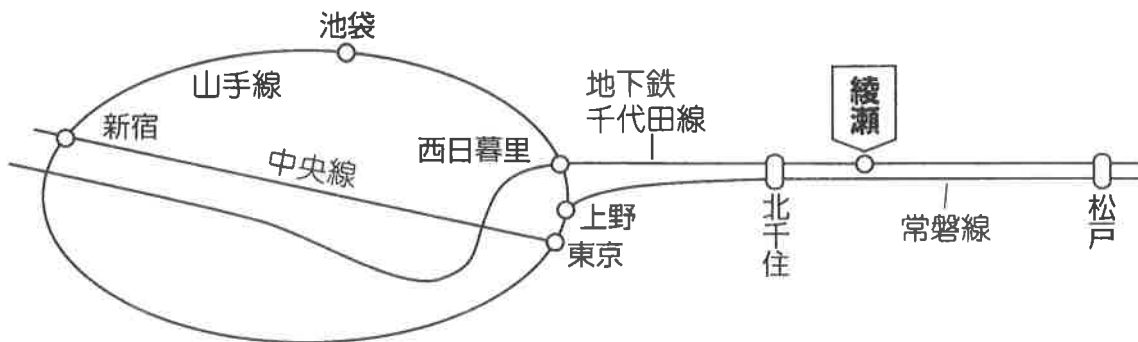 池袋
山手線
新宿
中央線
西日暮里
上野
東京
地下鉄
千代田線
綾瀬
北千住
常磐線
松戸